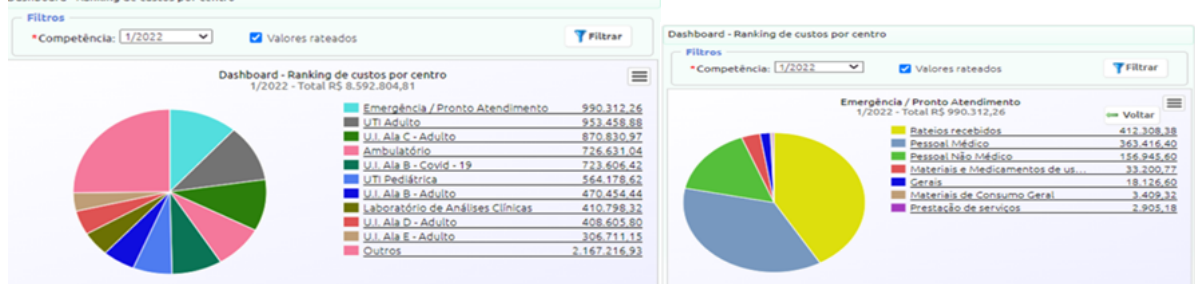 Dashboard - Ranking de custos por centro
Filtros
*Competência: 1/2022 Valores rateados Filtrar
Dashboard - Ranking de custos por centro
1/2022 - Total R$ 8.592.804,81
Emergência / Pronto Atendimento 990.312,26
UTI Adulto 953.458,88
U.I. Ala C - Adulto 870.830,97
Ambulatório 726.631,04
U.I. Ala B - Covid - 19 723.606,42
UTI Pediátrica 564.178,62
U.I. Ala B - Adulto 470.454,44
Laboratório de Análises Clínicas 410.798,32
U.I. Ala D - Adulto 408.605,80
U.I. Ala E - Adulto 306.711,15
Outros 2.167.216,93
Dashboard - Ranking de custos por centro
Filtros
*Competência: 1/2022 Valores rateados Filtrar
Emergência / Pronto Atendimento
1/2022 - Total R$ 990.312,26
Voltar
Rateios recebidos 412.308,38
Pessoal Médico 363.416,40
Pessoal Não Médico 156.945,60
Materiais e Medicamentos de us... 33.200,77
Gerais 18.126,60
Materiais de Consumo Geral 3.409,32
Prestação de serviços 2.905,18